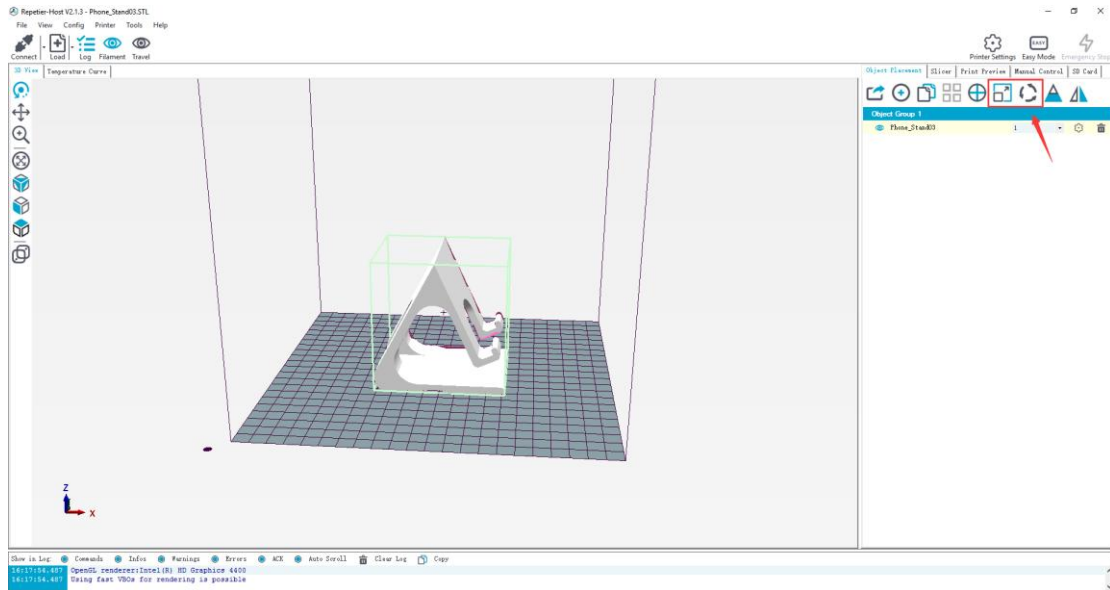 Repetier-Host V2.1.3 - Phone_Stand03.STL
File View Config Printer Tools Help
Connect Load Log Filament Travel
Printer Settings Easy Mode Emergency Stop
EASY
3D View Temperature Curve
Object Placement Slicer Print Preview Manual Control SD Card
Object Group 1
Phone_Stand03 1
Z
X
Show in Log: Commands Infos Warnings Errors ACK Auto Scroll Clear Log Copy
16:17:54.487 OpenGL renderer:Intel(R) HD Graphics 4400
16:17:54.487 Using fast VBOs for rendering is possible